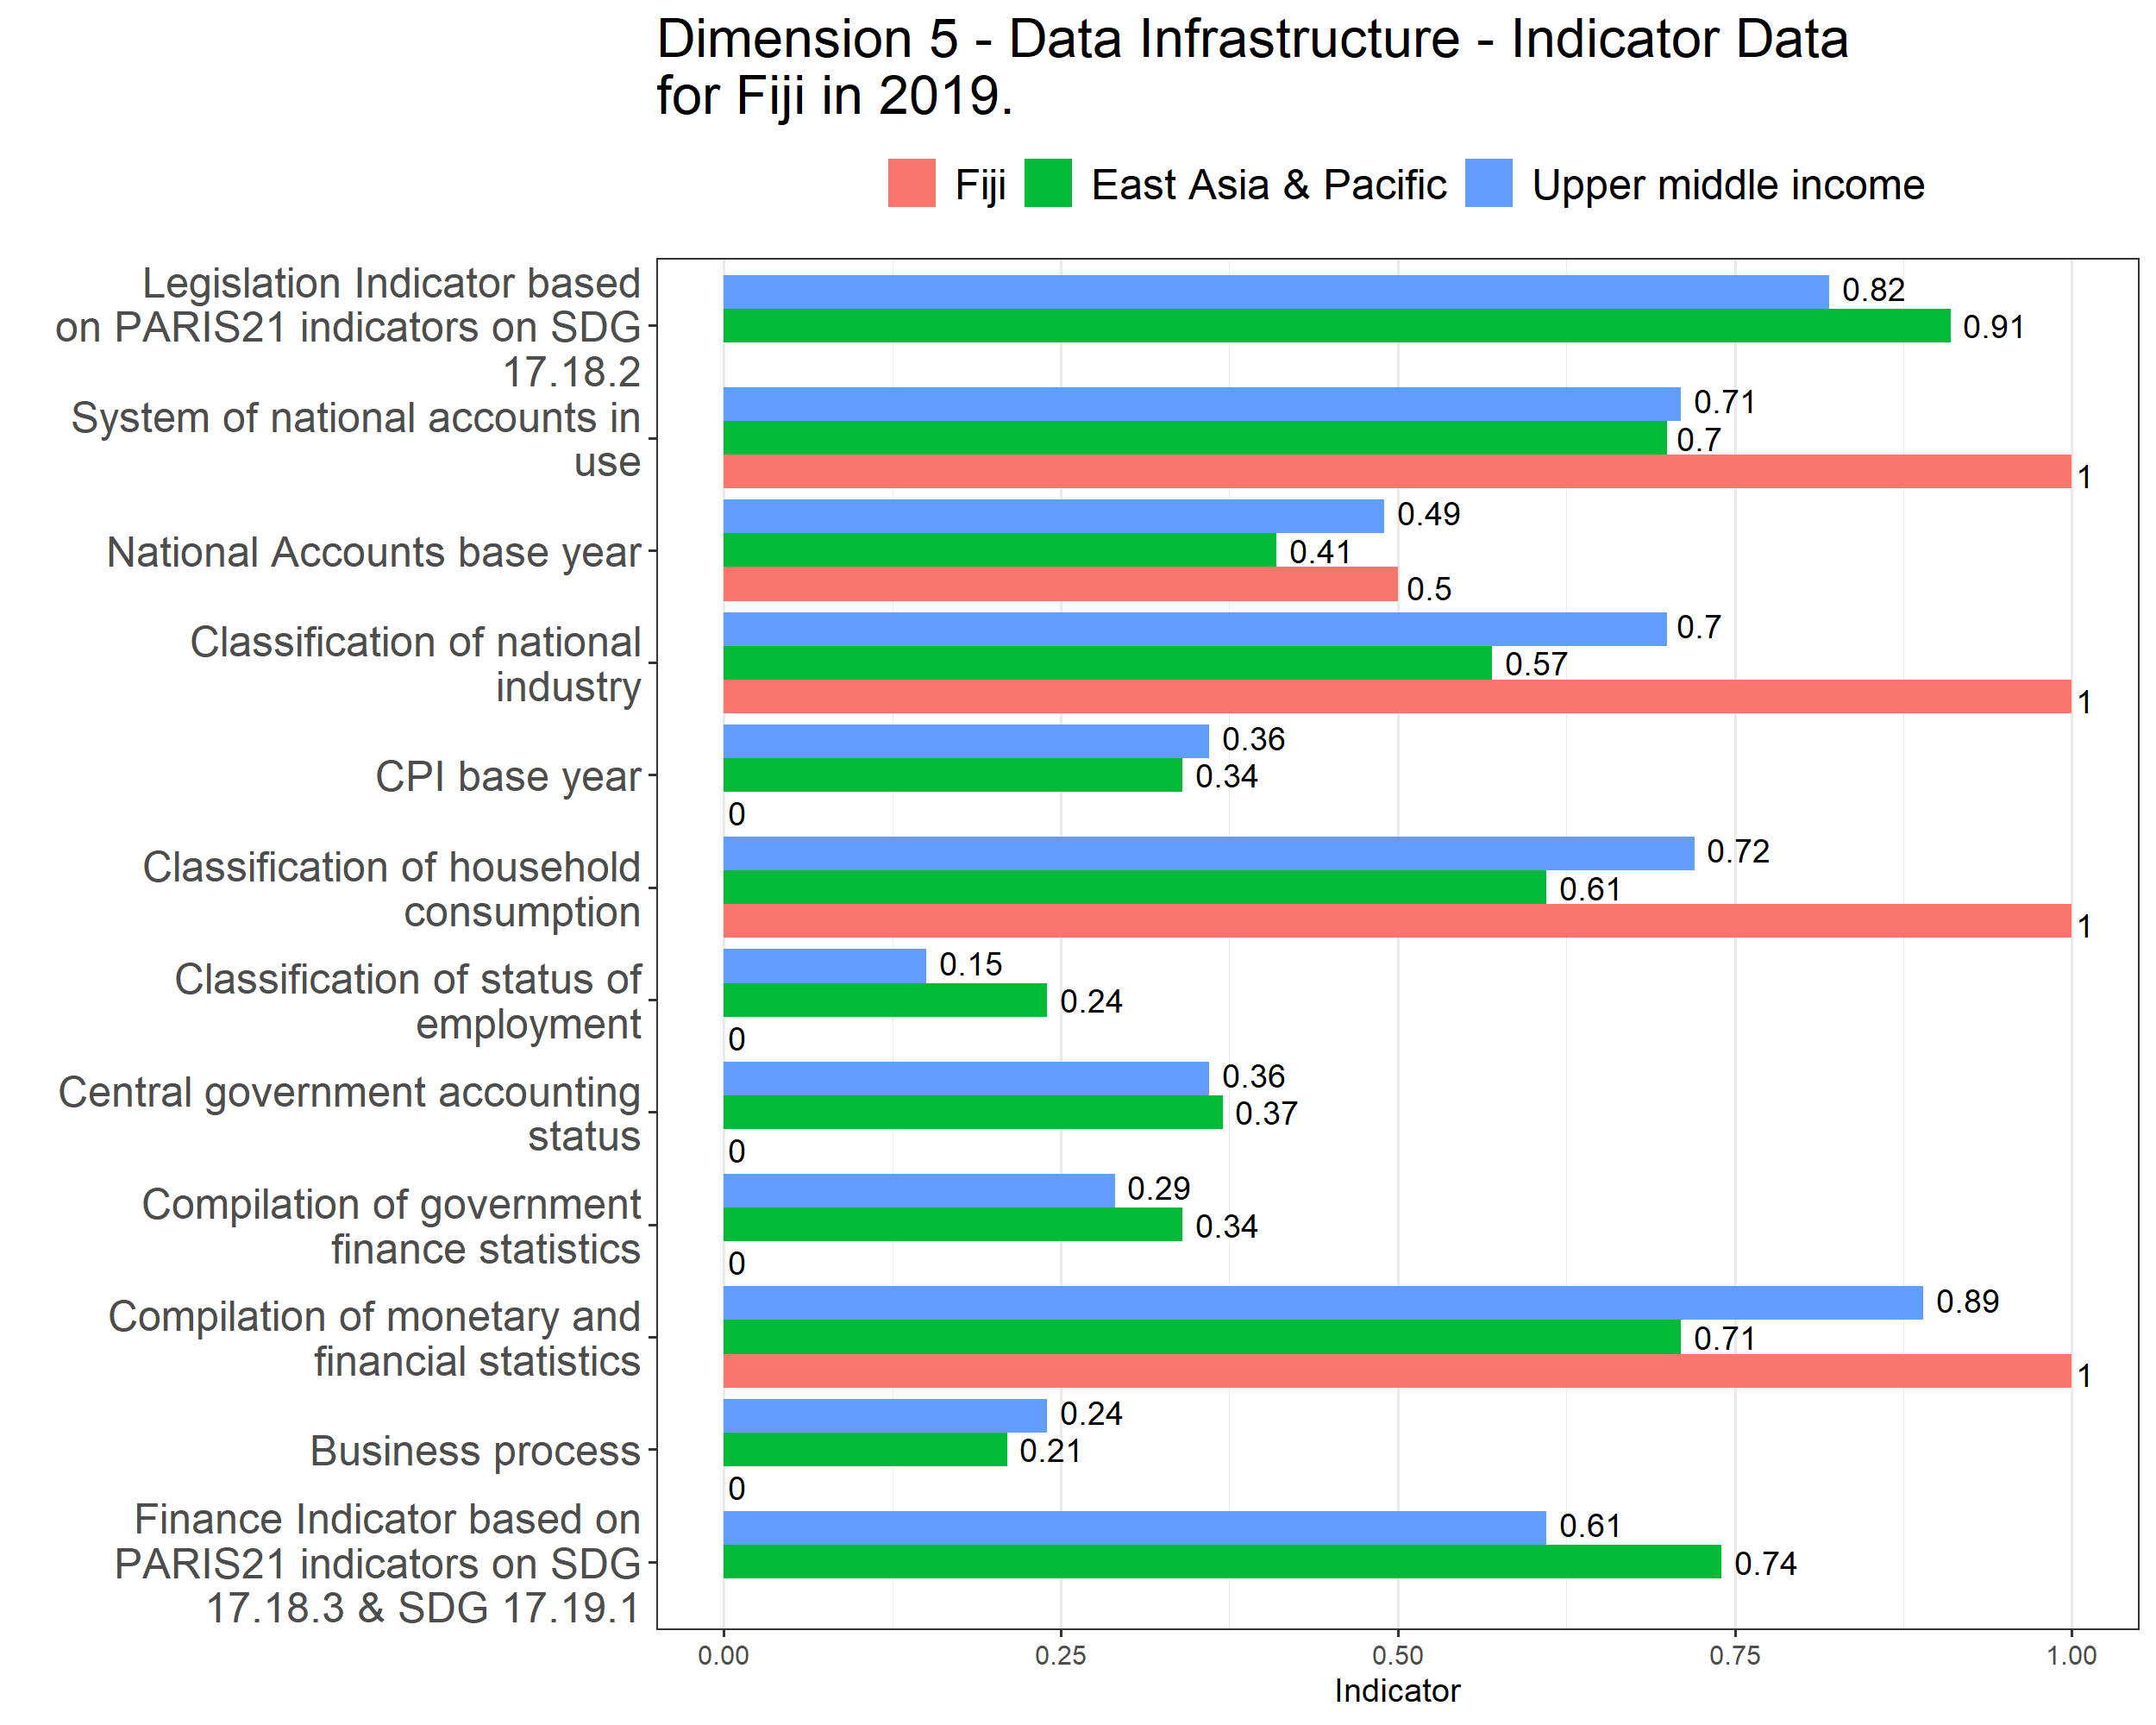 Dimension 5 - Data Infrastructure - Indicator Data
for Fiji in 2019.
Fiji
East Asia & Pacific
Upper middle income
Legislation Indicator based
on PARIS21 indicators on SDG
17.18.2
0.82
0.91
System of national accounts in
use
0.71
0.7
1
National Accounts base year
0.49
0.41
0.5
Classification of national
industry
0.7
0.57
1
CPI base year
0.36
0.34
0
Classification of household
consumption
0.72
0.61
1
Classification of status of
employment
0.15
0.24
0
Central government accounting
status
0.36
0.37
0
Compilation of government
finance statistics
0.29
0.34
0
Compilation of monetary and
financial statistics
0.89
0.71
1
Business process
0.24
0.21
0
Finance Indicator based on
PARIS21 indicators on SDG
17.18.3 & SDG 17.19.1
0.61
0.74
0.00
0.25
0.50
0.75
1.00
Indicator